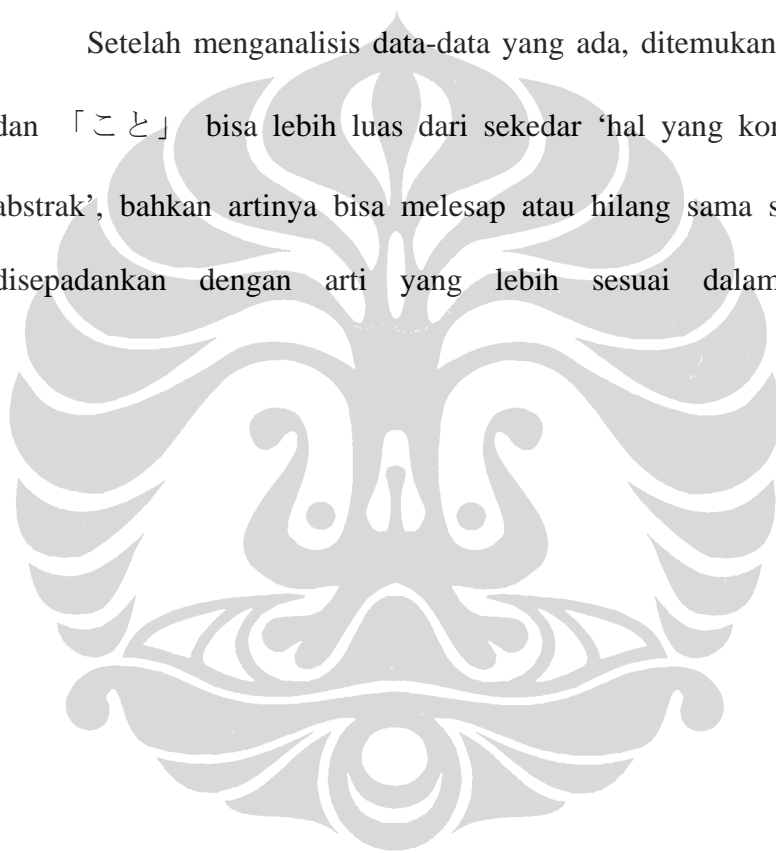 Setelah menganalisis data-data yang ada, ditemukan
dan 「こと」 bisa lebih luas dari sekedar ‘hal yang
abstrak’, bahkan artinya bisa melesap atau hilang sama
disepadankan dengan arti yang lebih sesuai dalam